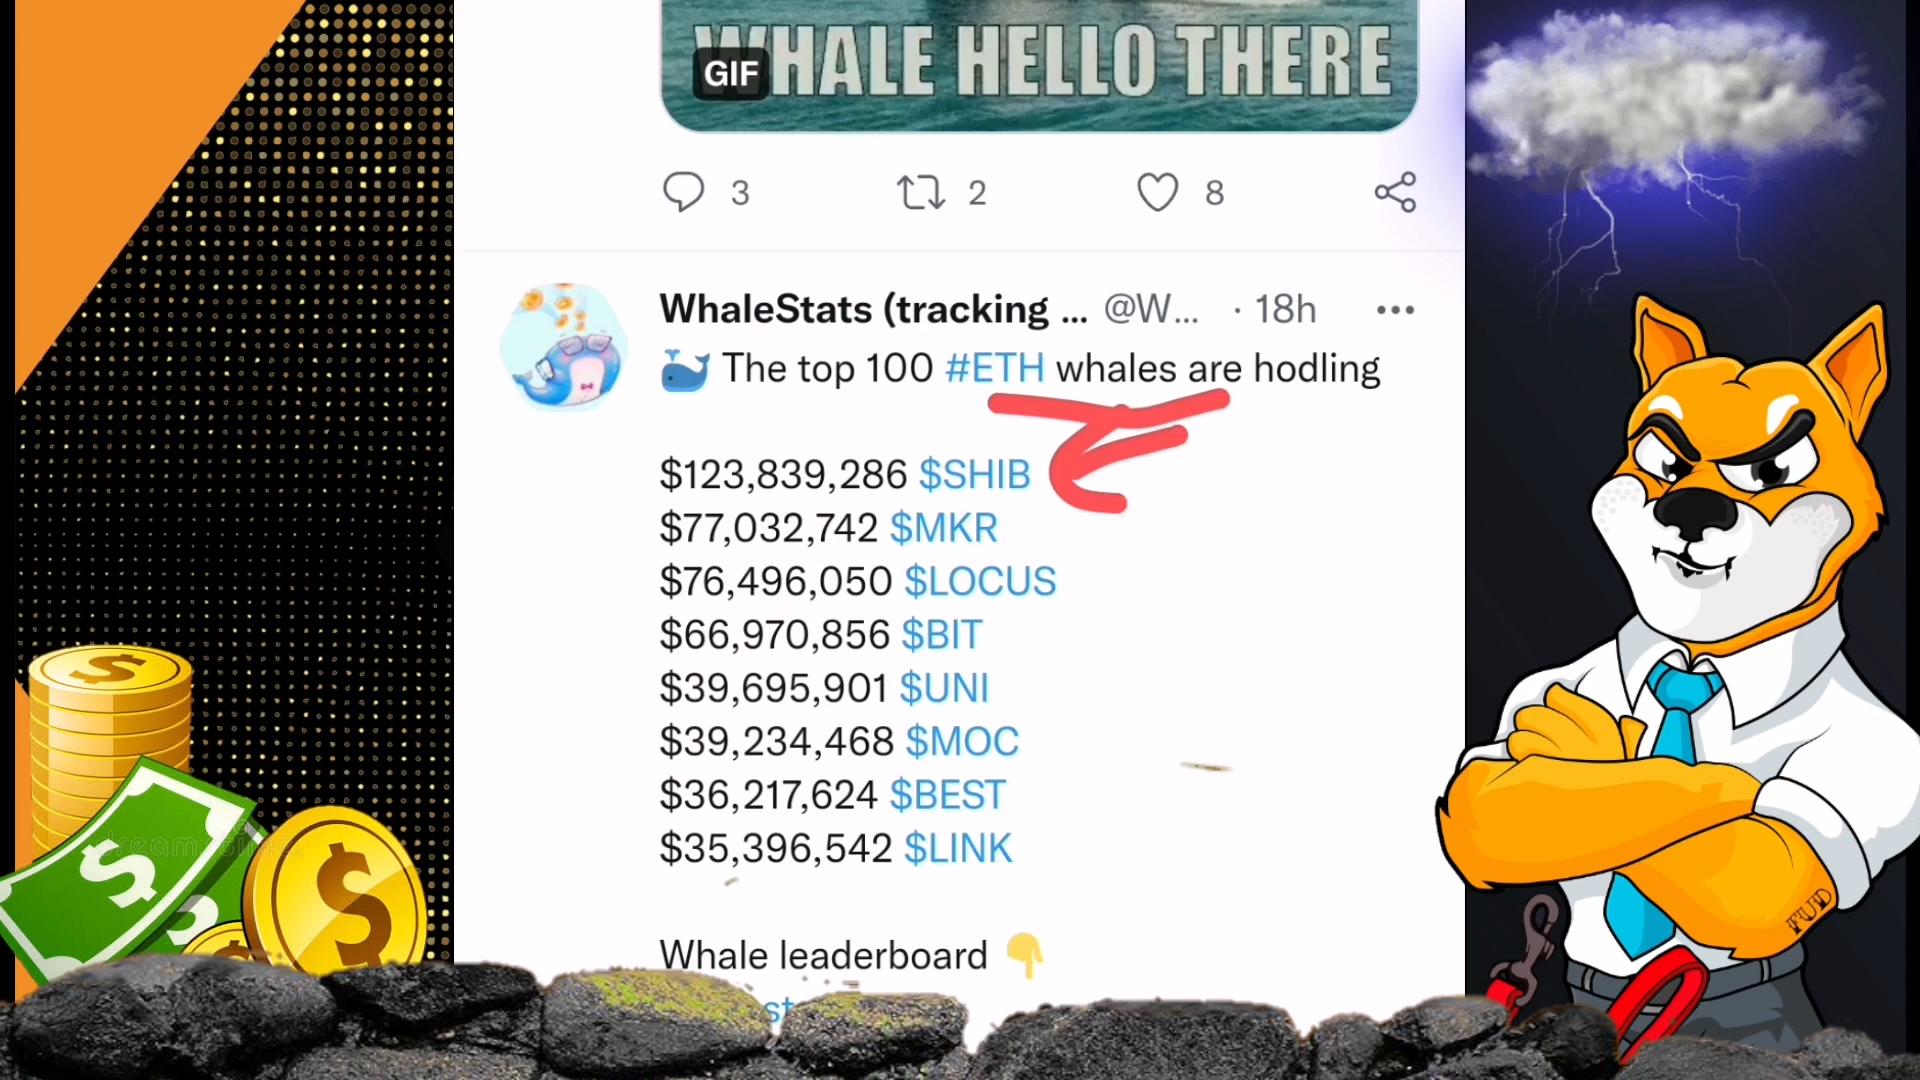 WHALE HELLO THERE
GIF
3
2
8
WhaleStats (tracking ... @W... · 18h
The top 100 #ETH whales are hodling
$123,839,286 $SHIB
$77,032,742 $MKR
$76,496,050 $LOCUS
$66,970,856 $BIT
$39,695,901 $UNI
$39,234,468 $MOC
$36,217,624 $BEST
$35,396,542 $LINK
Whale leaderboard
FUD